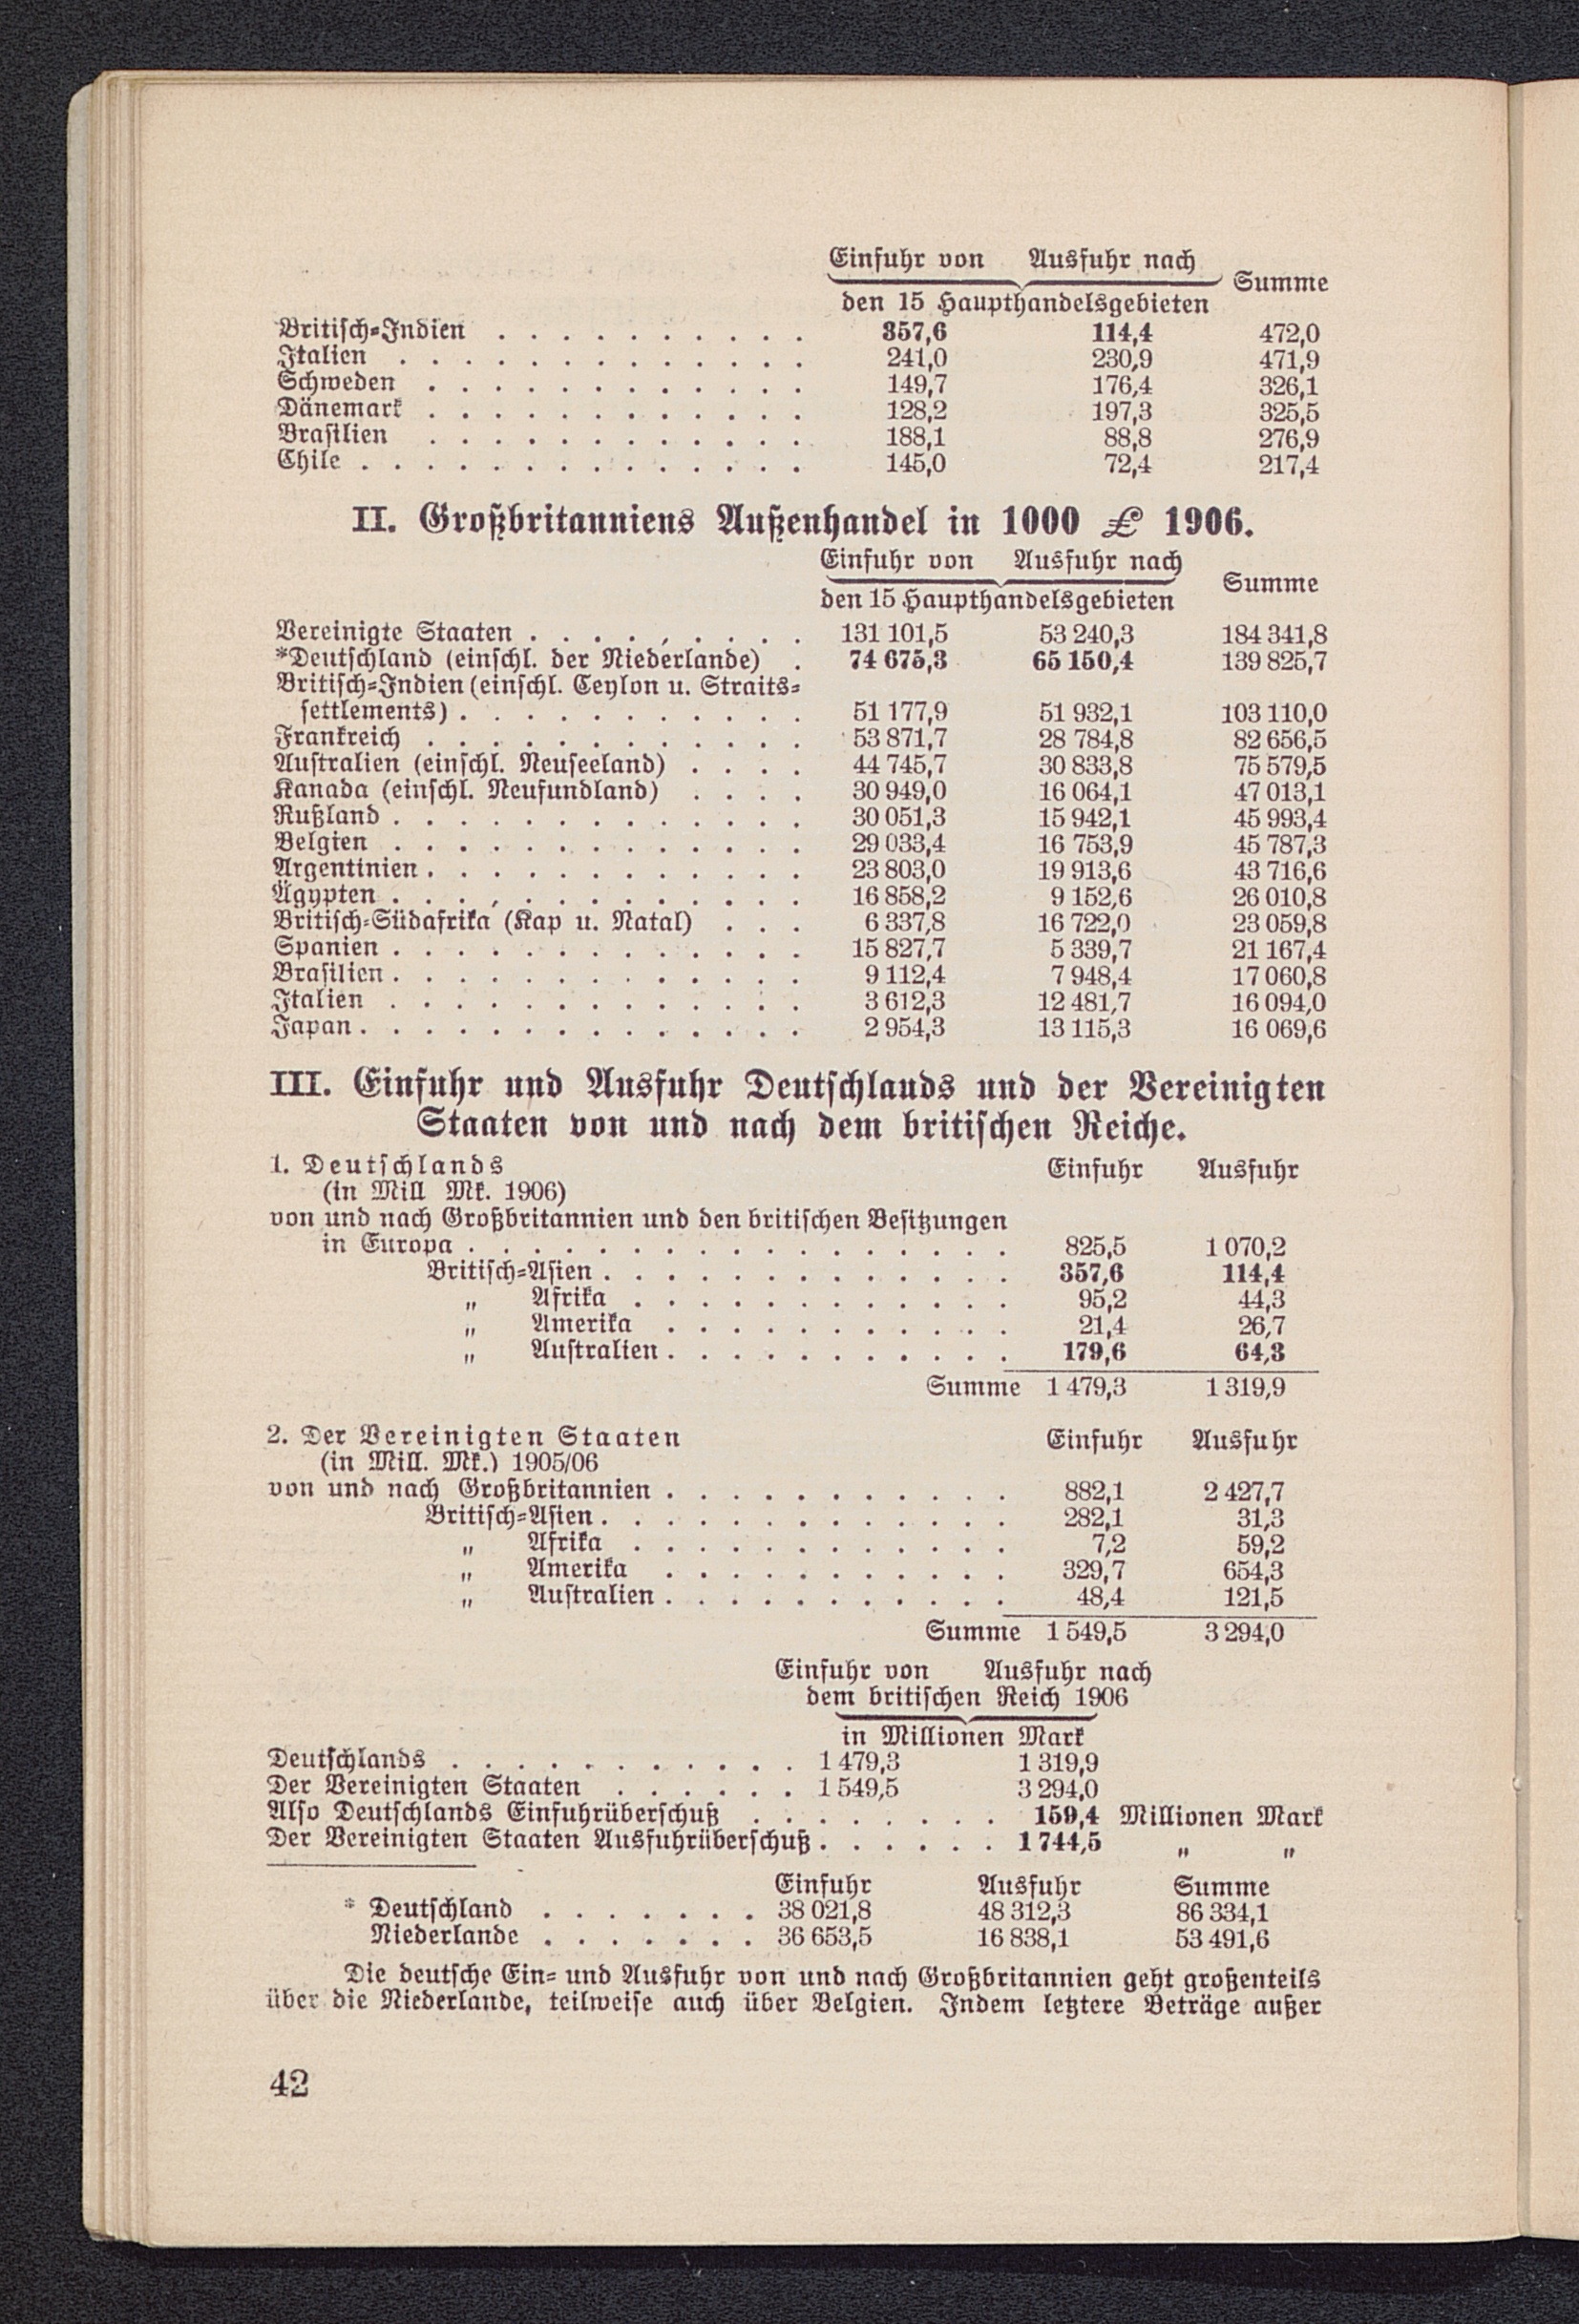 Einfuhr von Ausfuhr nach Summe
den 15 Haupthandelsgebieten
Britisch-Indien . . . . . . . . . . 357,6 114,4 472,0
Italien . . . . . . . . . . . . . 241,0 230,9 471,9
Schweden . . . . . . . . . . . . 149,7 176,4 326,1
Dänemark . . . . . . . . . . . . 128,2 197,3 325,5
Brasilien . . . . . . . . . . . . 188,1 88,8 276,9
Chile . . . . . . . . . . . . . . 145,0 72,4 217,4
II. Großbritanniens Außenhandel in 1000 £ 1906.
Einfuhr von Ausfuhr nach Summe
den 15 Haupthandelsgebieten
Vereinigte Staaten . . . . . . . . . 131 101,5 53 240,3 184 341,8
*Deutschland (einschl. der Niederlande) . 74 675,3 65 150,4 139 825,7
Britisch-Indien (einschl. Ceylon u. Straits-
settlements) . . . . . . . . . . . 51 177,9 51 932,1 103 110,0
Frankreich . . . . . . . . . . . . 53 871,7 28 784,8 82 656,5
Australien (einschl. Neuseeland) . . . . 44 745,7 30 833,8 75 579,5
Kanada (einschl. Neufundland) . . . . 30 949,0 16 064,1 47 013,1
Rußland . . . . . . . . . . . . . 30 051,3 15 942,1 45 993,4
Belgien . . . . . . . . . . . . . 29 033,4 16 753,9 45 787,3
Argentinien . . . . . . . . . . . . 23 803,0 19 913,6 43 716,6
Ägypten . . . . . . . . . . . . . 16 858,2 9 152,6 26 010,8
Britisch-Südafrika (Kap u. Natal) . . . 6 337,8 16 722,0 23 059,8
Spanien . . . . . . . . . . . . . 15 827,7 5 339,7 21 167,4
Brasilien . . . . . . . . . . . . . 9 112,4 7 948,4 17 060,8
Italien . . . . . . . . . . . . . 3 612,3 12 481,7 16 094,0
Japan . . . . . . . . . . . . . . 2 954,3 13 115,3 16 069,6
III. Einfuhr und Ausfuhr Deutschlands und der Vereinigten
Staaten von und nach dem britischen Reiche.
1. Deutschlands Einfuhr Ausfuhr
(in Mill Mk. 1906)
von und nach Großbritannien und den britischen Besitzungen
in Europa . . . . . . . . . . . . . . . . . 825,5 1 070,2
Britisch-Asien . . . . . . . . . . . . . 357,6 114,4
„ Afrika . . . . . . . . . . . . 95,2 44,3
„ Amerika . . . . . . . . . . . 21,4 26,7
„ Australien . . . . . . . . . . . 179,6 64,3
Summe 1 479,3 1 319,9
2. Der Vereinigten Staaten Einfuhr Ausfuhr
(in Mill. Mk.) 1905/06
von und nach Großbritannien . . . . . . . . . . . 882,1 2 427,7
Britisch-Asien . . . . . . . . . . . . . 282,1 31,3
„ Afrika . . . . . . . . . . . . 7,2 59,2
„ Amerika . . . . . . . . . . . 329,7 654,3
„ Australien . . . . . . . . . . . 48,4 121,5
Summe 1 549,5 3 294,0
Einfuhr von Ausfuhr nach
dem britischen Reich 1906
in Millionen Mark
Deutschlands . . . . . . . . . . . 1 479,3 1 319,9
Der Vereinigten Staaten . . . . . . 1 549,5 3 294,0
Also Deutschlands Einfuhrüberschuß . . . . . . . . 159,4 Millionen Mark
Der Vereinigten Staaten Ausfuhrüberschuß . . . . . . 1 744,5 „ „
Einfuhr Ausfuhr Summe
* Deutschland . . . . . . . 38 021,8 48 312,3 86 334,1
Niederlande . . . . . . . 36 653,5 16 838,1 53 491,6
Die deutsche Ein- und Ausfuhr von und nach Großbritannien geht großenteils
über die Niederlande, teilweise auch über Belgien. Indem letztere Beträge außer
42